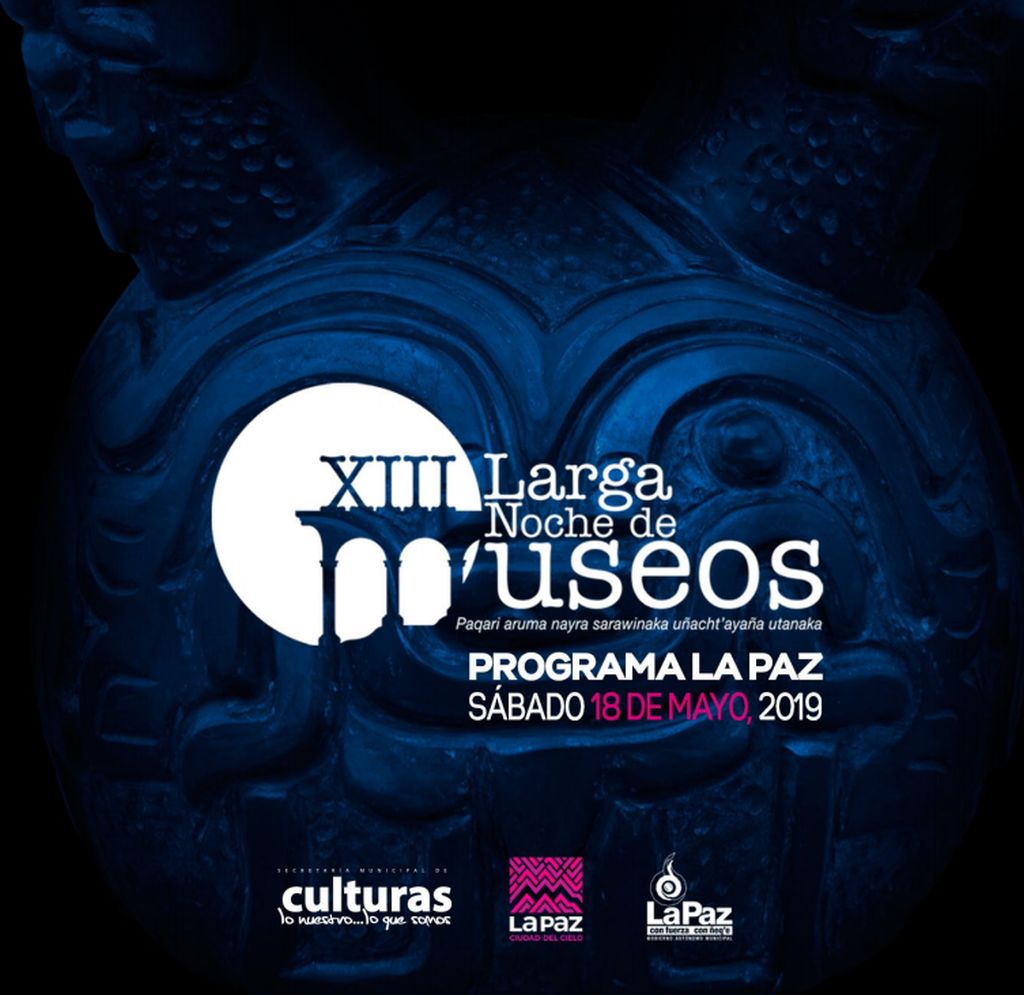 XIII Larga
Noche de
museos
Paqari aruma nayra sarawinaka uñacht'ayaña utanaka
PROGRAMA LA PAZ
SÁBADO 18 DE MAYO, 2019
SECRETARÍA MUNICIPAL DE
culturas
lo nuestro...lo que somos
La Paz
CIUDAD DEL CIELO
La Paz
con fuerza con ñeq'e
GOBIERNO AUTÓNOMO MUNICIPAL